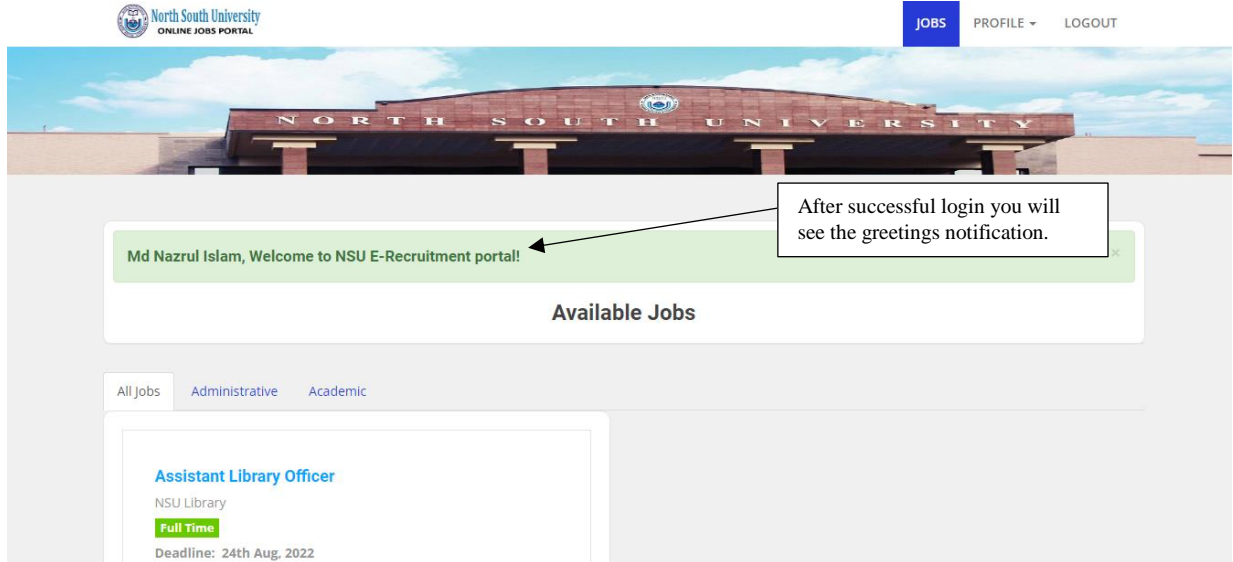 North South University
ONLINE JOBS PORTAL
JOBS PROFILE LOGOUT
NORTH SOUTH UNIVERSITY
After successful login you will
see the greetings notification.
Md Nazrul Islam, Welcome to NSU E-Recruitment portal! ×
Available Jobs
All Jobs Administrative Academic
Assistant Library Officer
NSU Library
Full Time
Deadline: 24th Aug, 2022